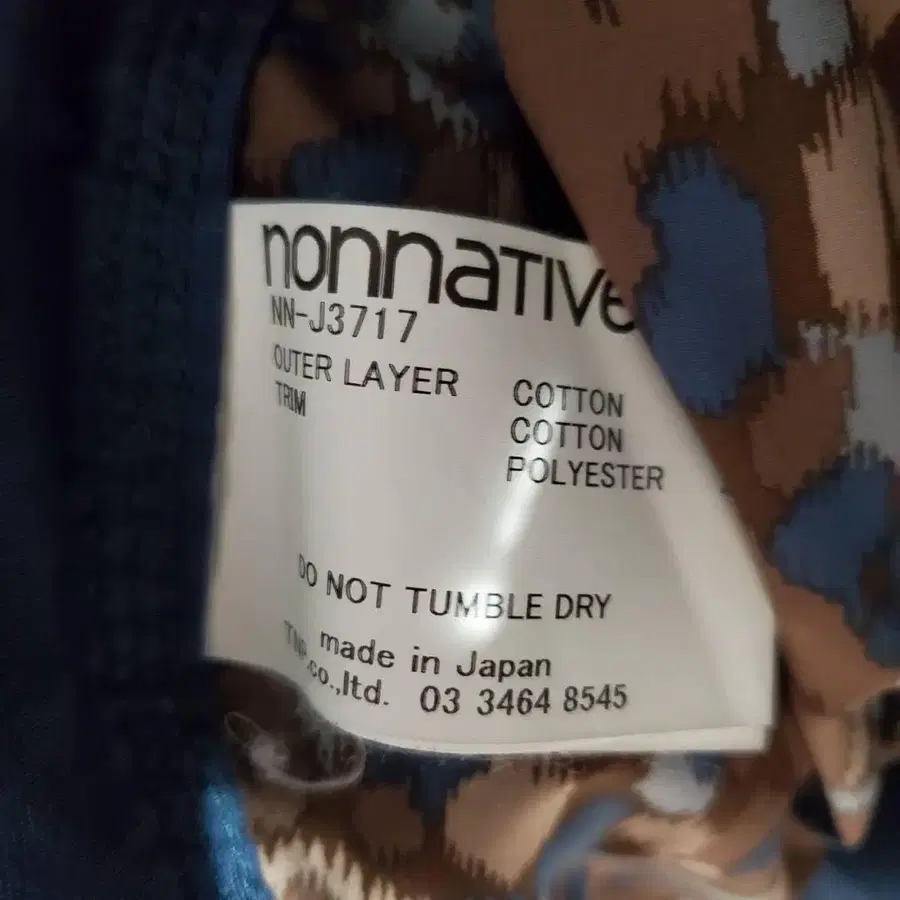 nonnative
NN-J3717
OUTER LAYER COTTON
TRIM COTTON
POLYESTER
DO NOT TUMBLE DRY
made in Japan
co.,ltd. 03 3464 8545